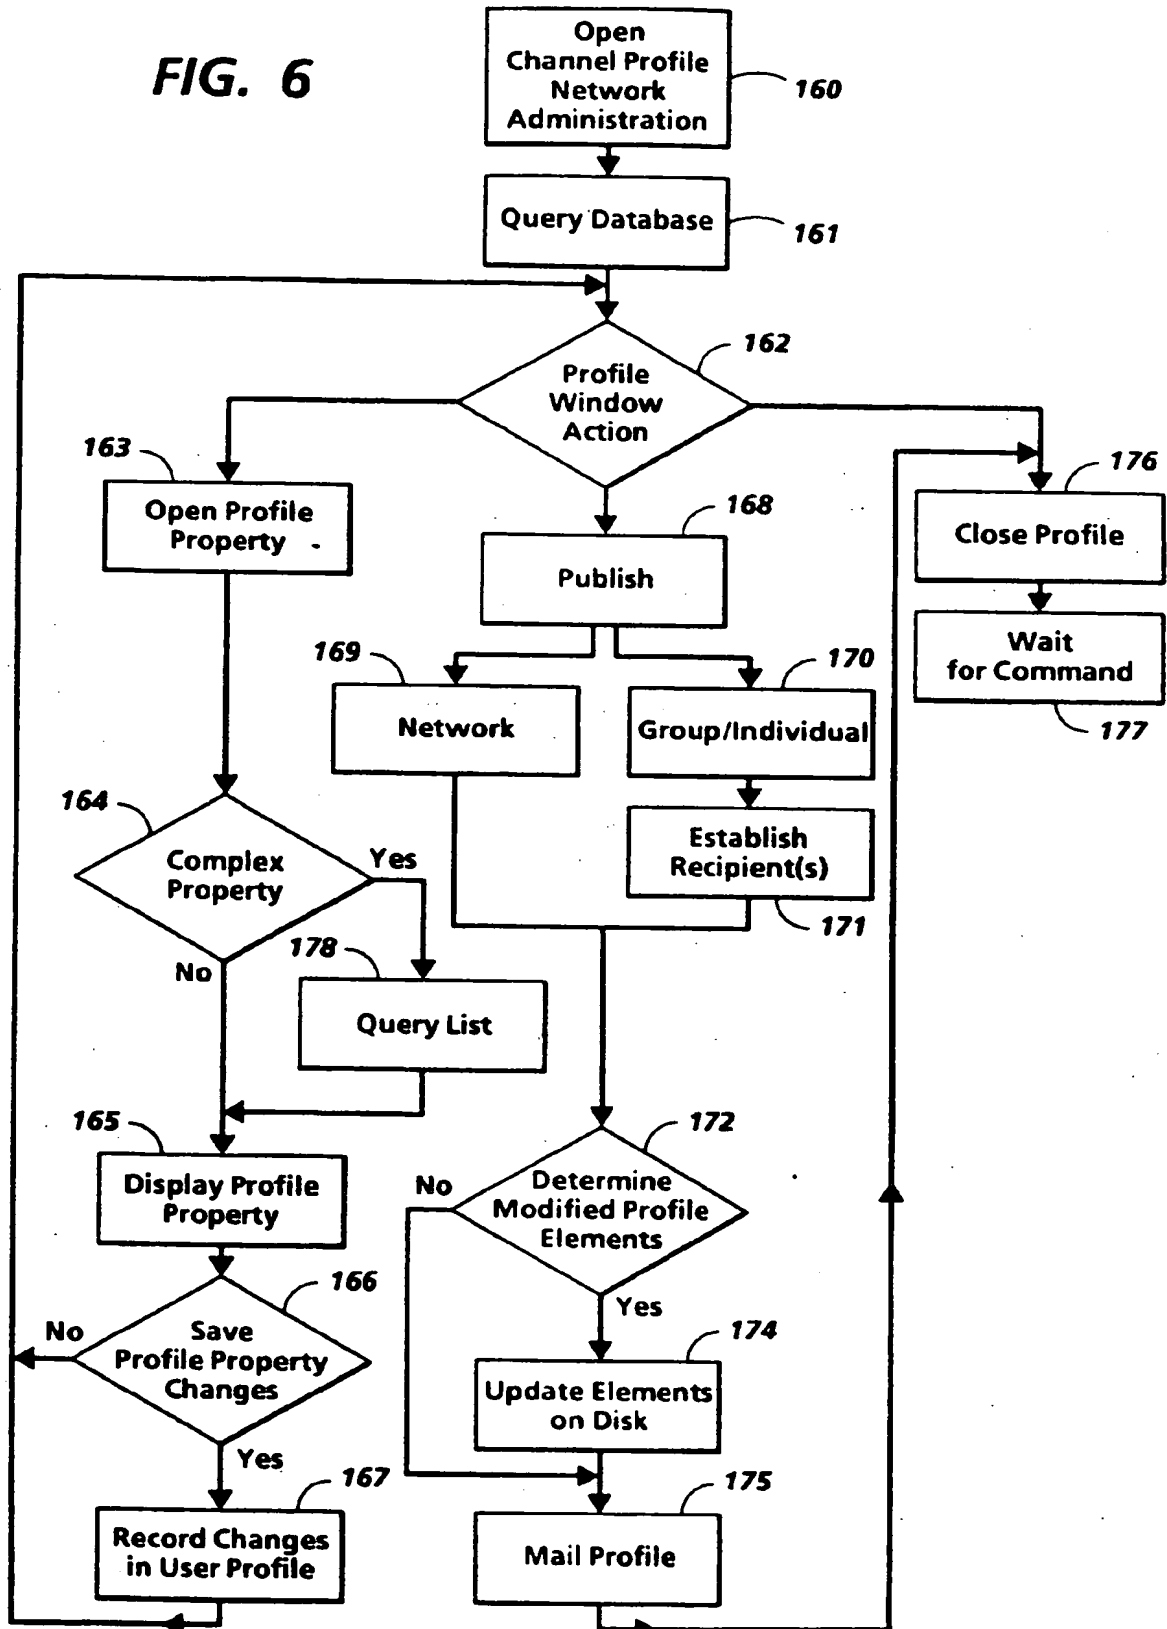 FIG. 6
Open
Channel Profile
Network
Administration
160
Query Database
161
162
Profile
Window
Action
163
Open Profile
Property
168
Publish
176
Close Profile
Wait
for Command
177
169
Network
170
Group/Individual
Establish
Recipient(s)
171
164
Complex
Property
Yes
No
178
Query List
165
Display Profile
Property
172
No
Determine
Modified Profile
Elements
Yes
166
No
Save
Profile Property
Changes
Yes
174
Update Elements
on Disk
167
Record Changes
in User Profile
175
Mail Profile